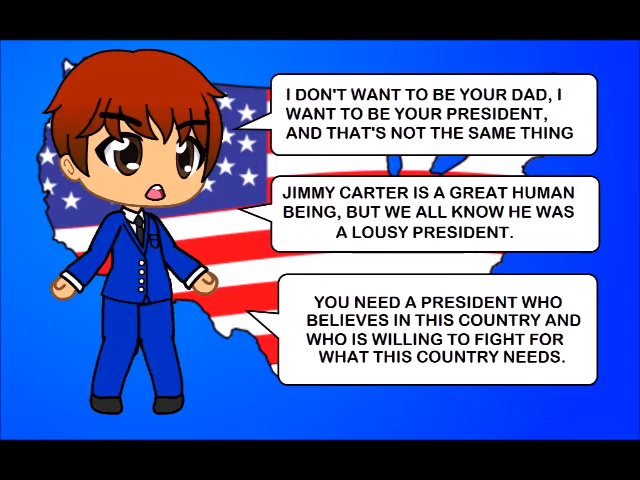 I DON'T WANT TO BE YOUR DAD, I
WANT TO BE YOUR PRESIDENT,
AND THAT'S NOT THE SAME THING
JIMMY CARTER IS A GREAT HUMAN
BEING, BUT WE ALL KNOW HE WAS
A LOUSY PRESIDENT.
YOU NEED A PRESIDENT WHO
BELIEVES IN THIS COUNTRY AND
WHO IS WILLING TO FIGHT FOR
WHAT THIS COUNTRY NEEDS.